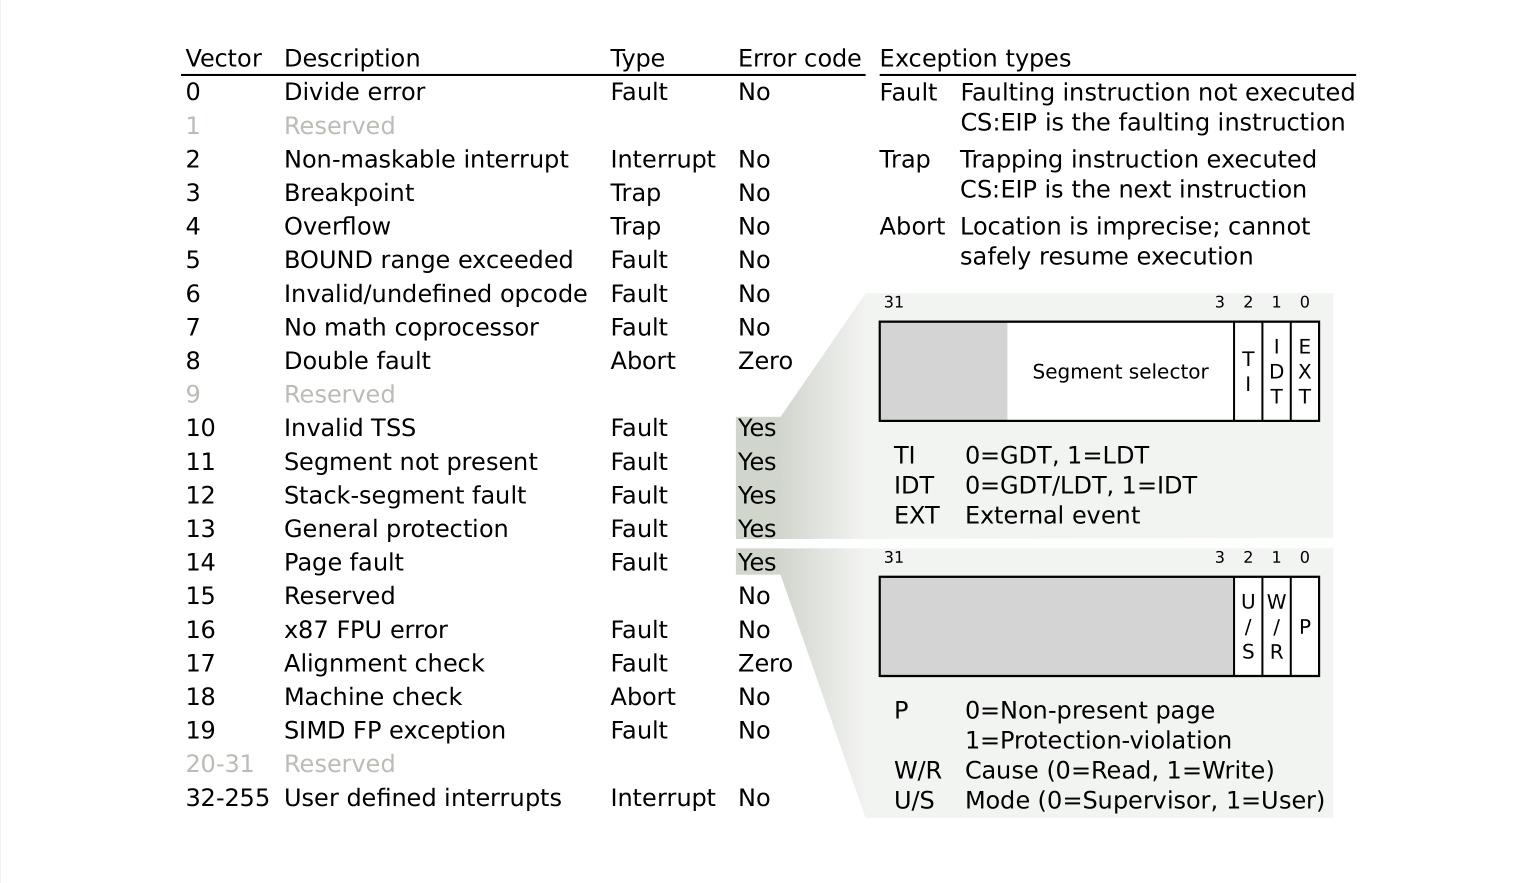 Vector Description Type Error code
0 Divide error Fault No
1 Reserved
2 Non-maskable interrupt Interrupt No
3 Breakpoint Trap No
4 Overflow Trap No
5 BOUND range exceeded Fault No
6 Invalid/undefined opcode Fault No
7 No math coprocessor Fault No
8 Double fault Abort Zero
9 Reserved
10 Invalid TSS Fault Yes
11 Segment not present Fault Yes
12 Stack-segment fault Fault Yes
13 General protection Fault Yes
14 Page fault Fault Yes
15 Reserved No
16 x87 FPU error Fault No
17 Alignment check Fault Zero
18 Machine check Abort No
19 SIMD FP exception Fault No
20-31 Reserved
32-255 User defined interrupts Interrupt No
Exception types
Fault Faulting instruction not executed
CS:EIP is the faulting instruction
Trap Trapping instruction executed
CS:EIP is the next instruction
Abort Location is imprecise; cannot
safely resume execution
31 3 2 1 0
Segment selector TI IDT EXT
TI 0=GDT, 1=LDT
IDT 0=GDT/LDT, 1=IDT
EXT External event
31 3 2 1 0
U/S W/R P
P 0=Non-present page
1=Protection-violation
W/R Cause (0=Read, 1=Write)
U/S Mode (0=Supervisor, 1=User)